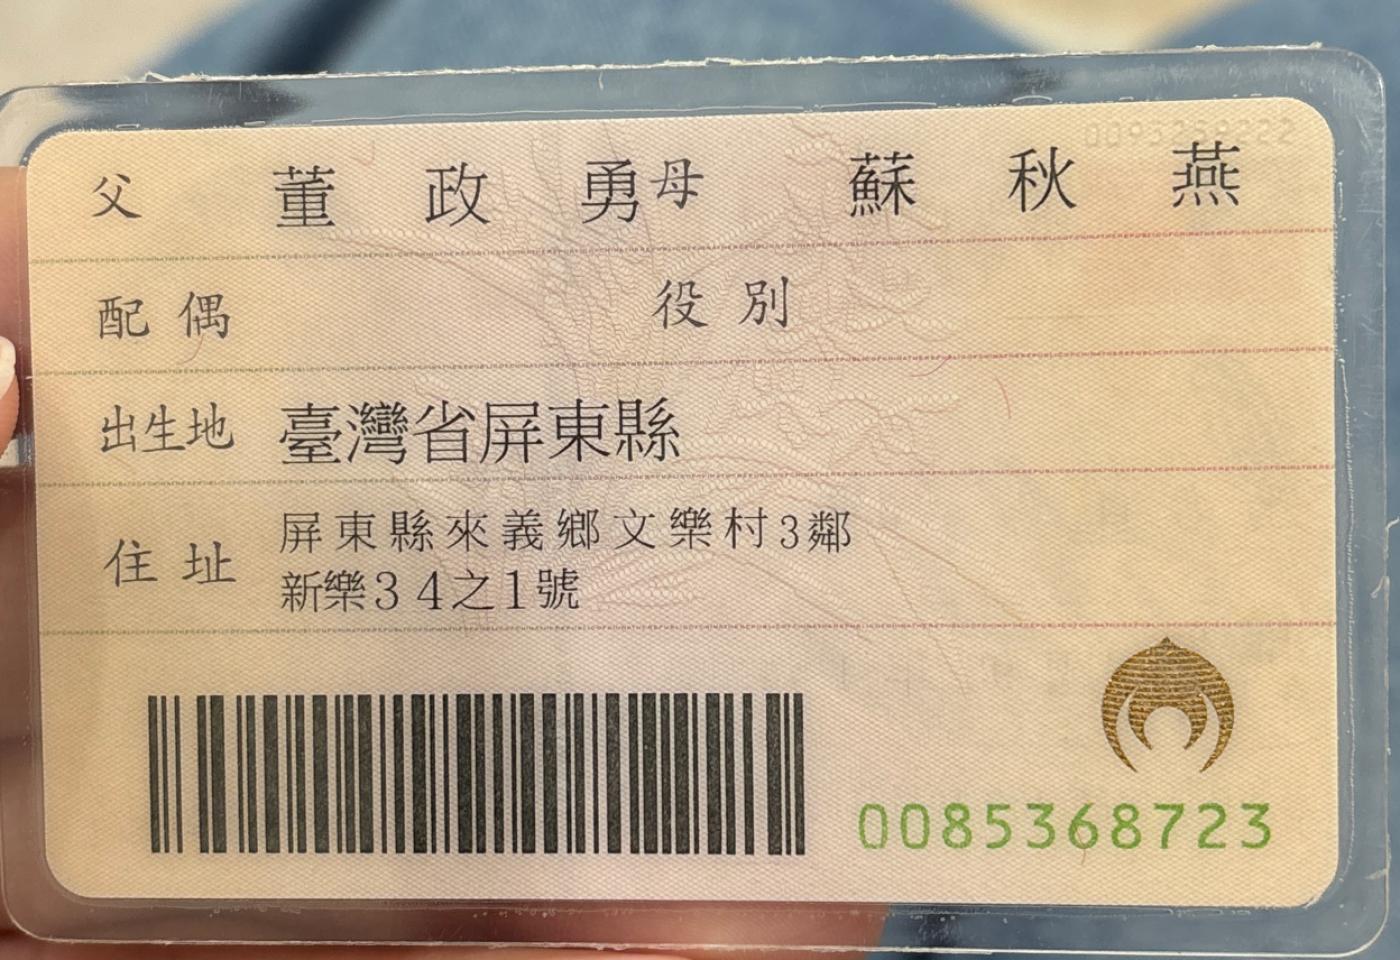 0095259222
父 董政勇 母 蘇秋燕
配偶 役別
出生地 臺灣省屏東縣
住址 屏東縣來義鄉文樂村3鄰
新樂34之1號
0085368723